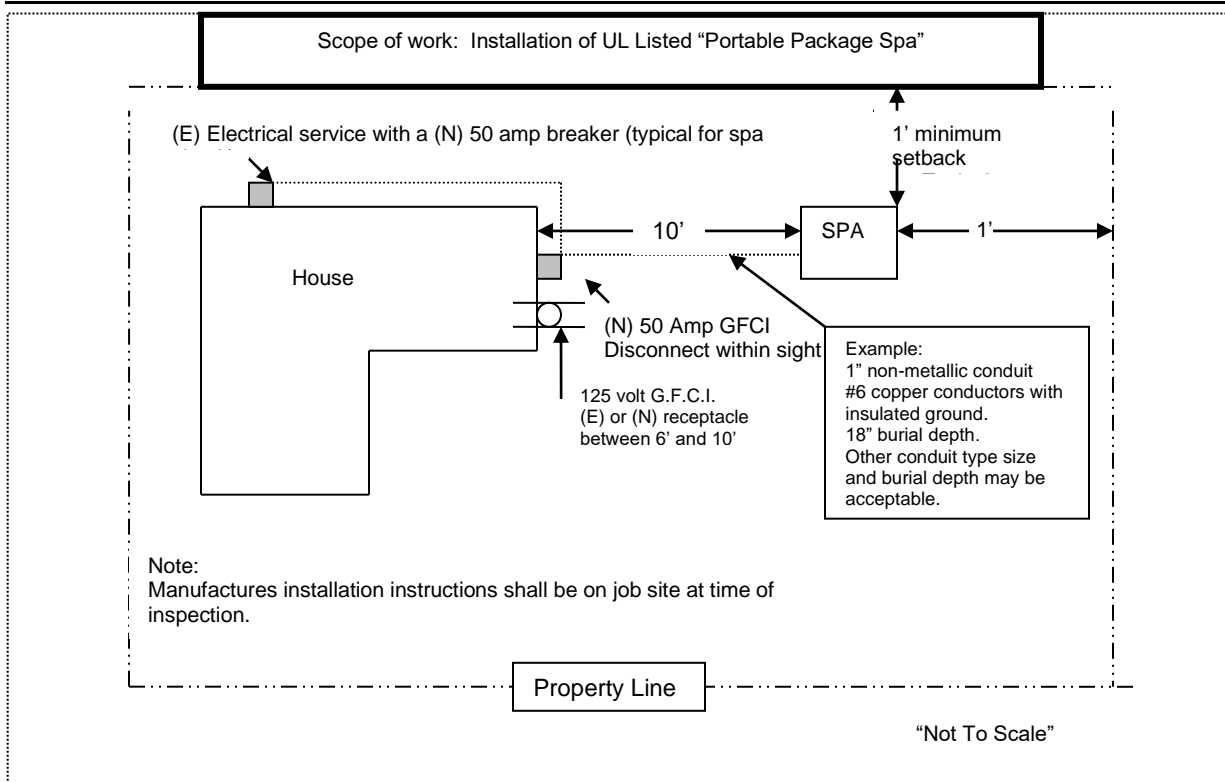 Scope of work: Installation of UL Listed “Portable Package Spa”
(E) Electrical service with a (N) 50 amp breaker (typical for spa
1’ minimum
setback
10’
SPA
1’
House
(N) 50 Amp GFCI
Disconnect within sight
125 volt G.F.C.I.
(E) or (N) receptacle
between 6’ and 10’
Example:
1” non-metallic conduit
#6 copper conductors with
insulated ground.
18” burial depth.
Other conduit type size
and burial depth may be
acceptable.
Note:
Manufactures installation instructions shall be on job site at time of
inspection.
Property Line
“Not To Scale”